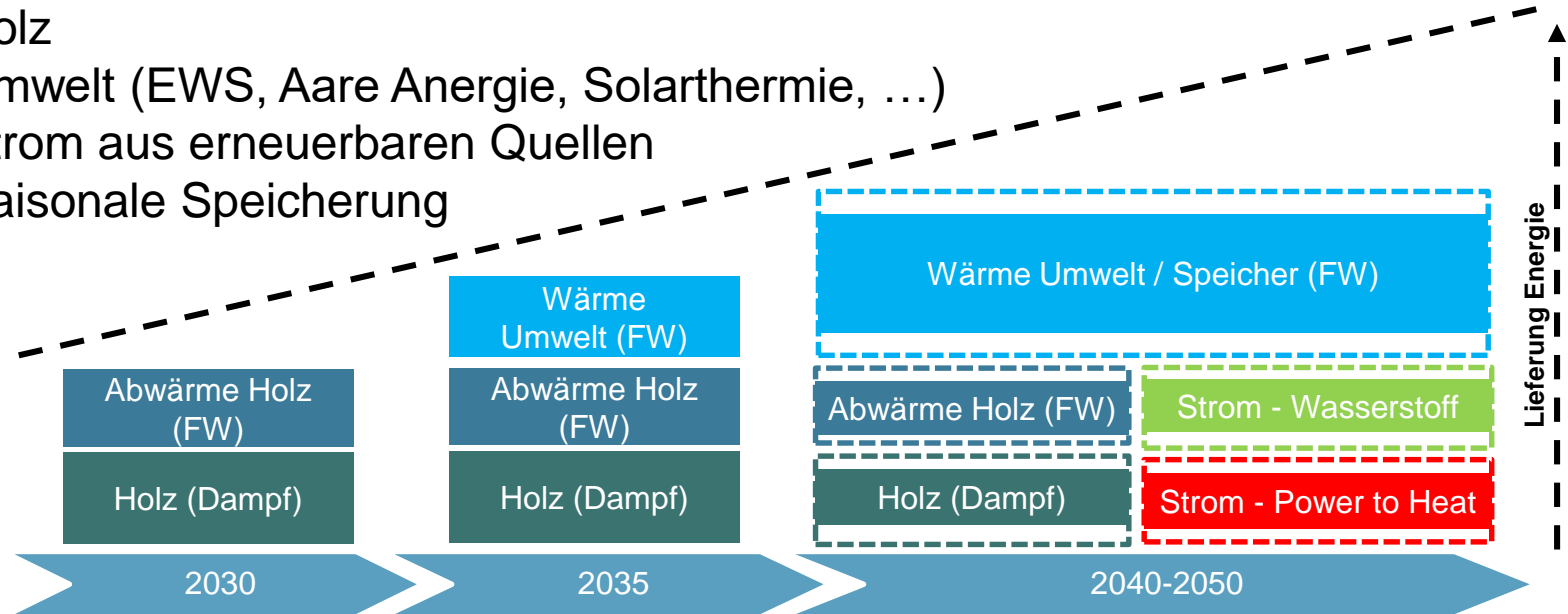 olz
mwelt (EWS, Aare Anergie, Solarthermie, …)
trom aus erneuerbaren Quellen
aisonale Speicherung
Lieferung Energie
Wärme Umwelt / Speicher (FW)
Wärme
Umwelt (FW)
Abwärme Holz
(FW)
Abwärme Holz
(FW)
Abwärme Holz (FW)
Strom - Wasserstoff
Holz (Dampf)
Holz (Dampf)
Holz (Dampf)
Strom - Power to Heat
2030
2035
2040-2050